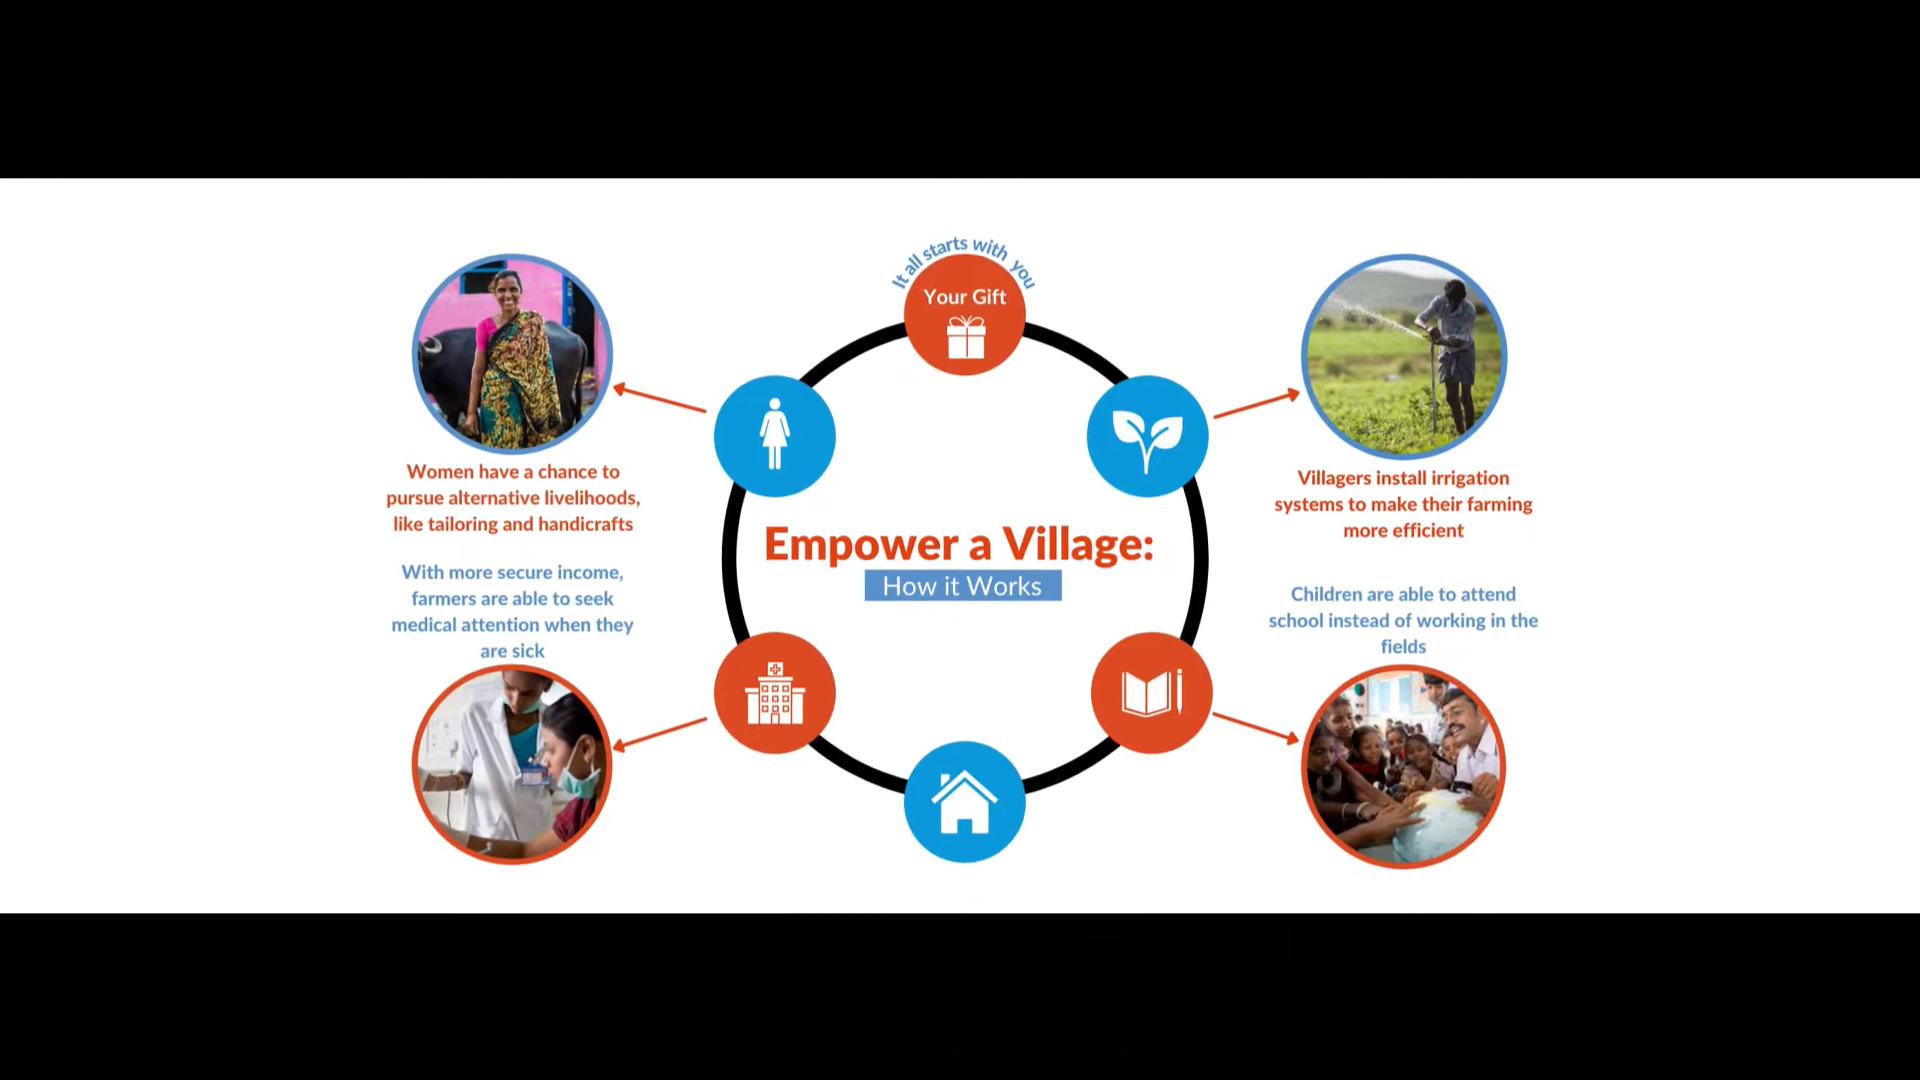 It all starts with you
Your Gift
Women have a chance to
pursue alternative livelihoods,
like tailoring and handicrafts
Villagers install irrigation
systems to make their farming
more efficient
Empower a Village:
How it Works
With more secure income,
farmers are able to seek
medical attention when they
are sick
Children are able to attend
school instead of working in the
fields